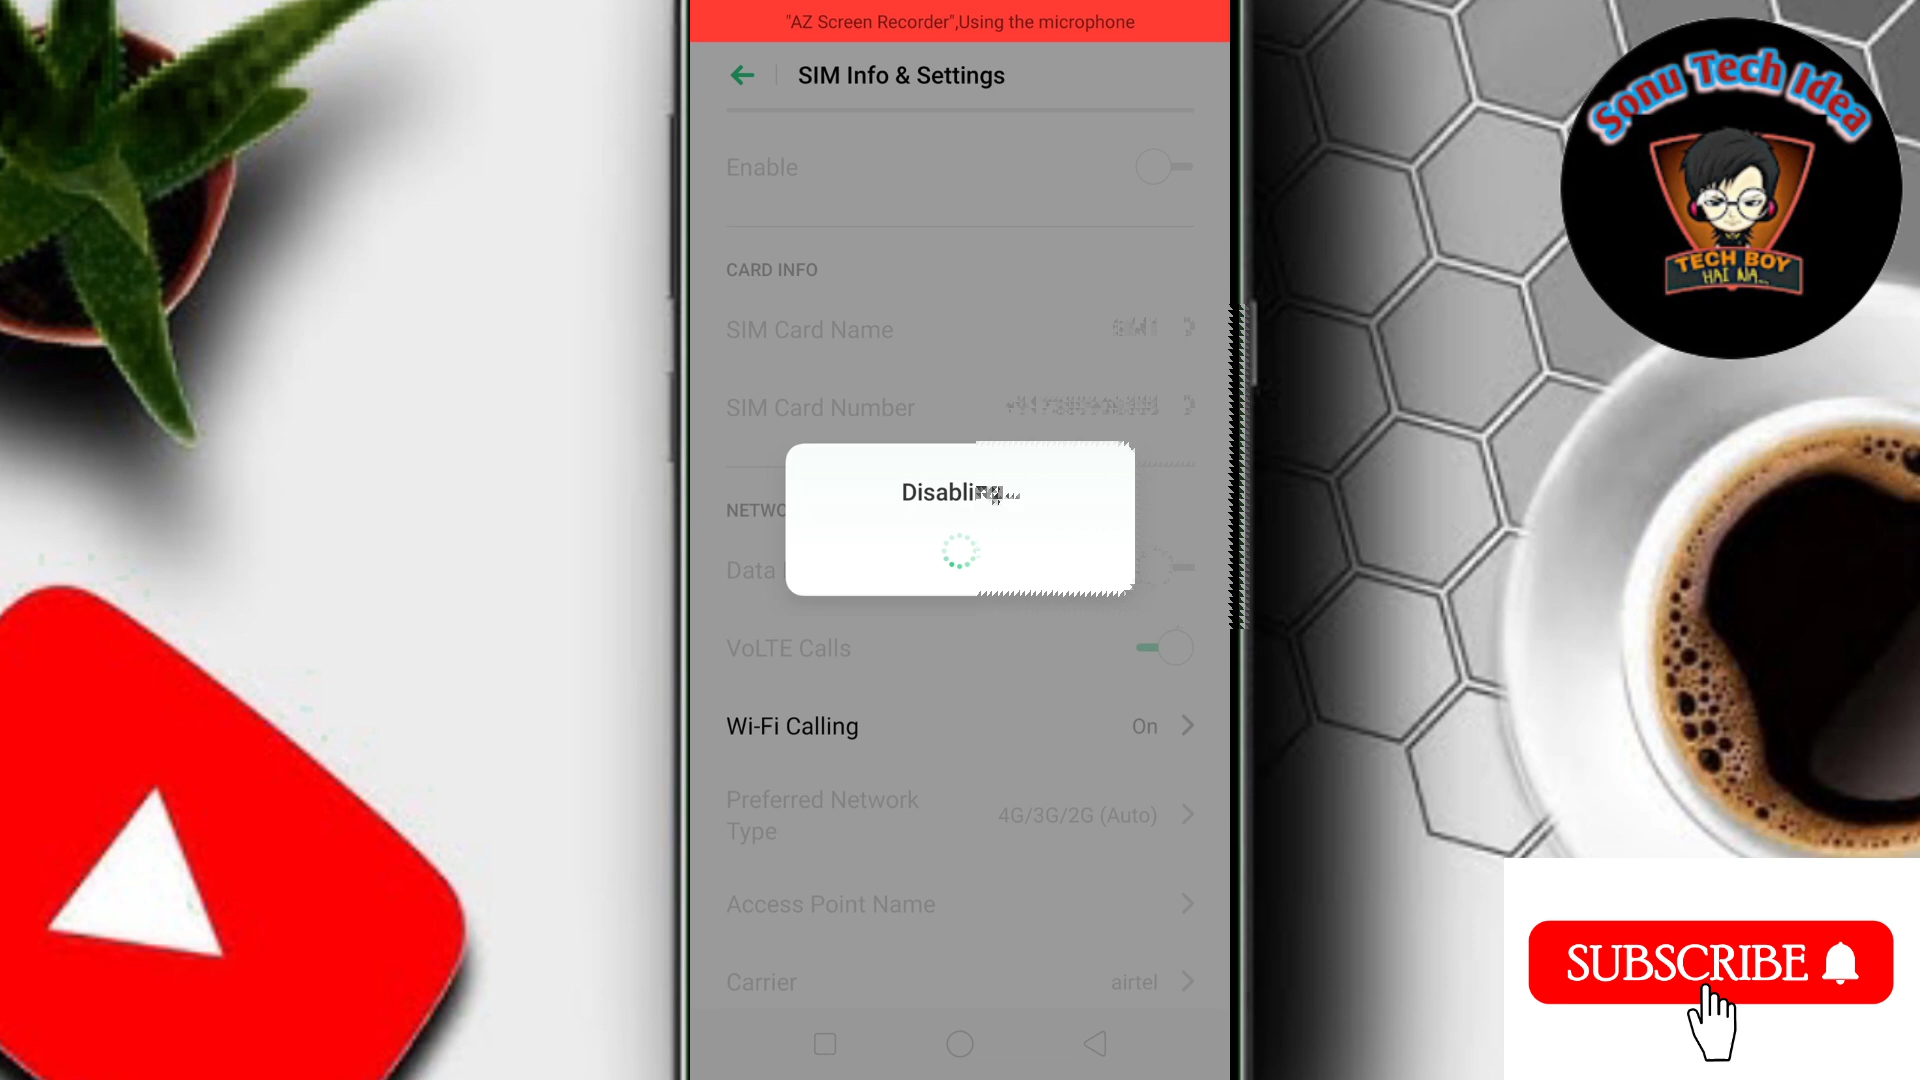 "AZ Screen Recorder",Using the microphone
SIM Info & Settings
Enable
CARD INFO
SIM Card Name
SIM Card Number
Disabling...
Data
VoLTE Calls
Wi-Fi Calling On
Preferred Network Type 4G/3G/2G (Auto)
Access Point Name
Carrier airtel
Sonu Tech Idea
TECH BOY
HAI NA..
SUBSCRIBE